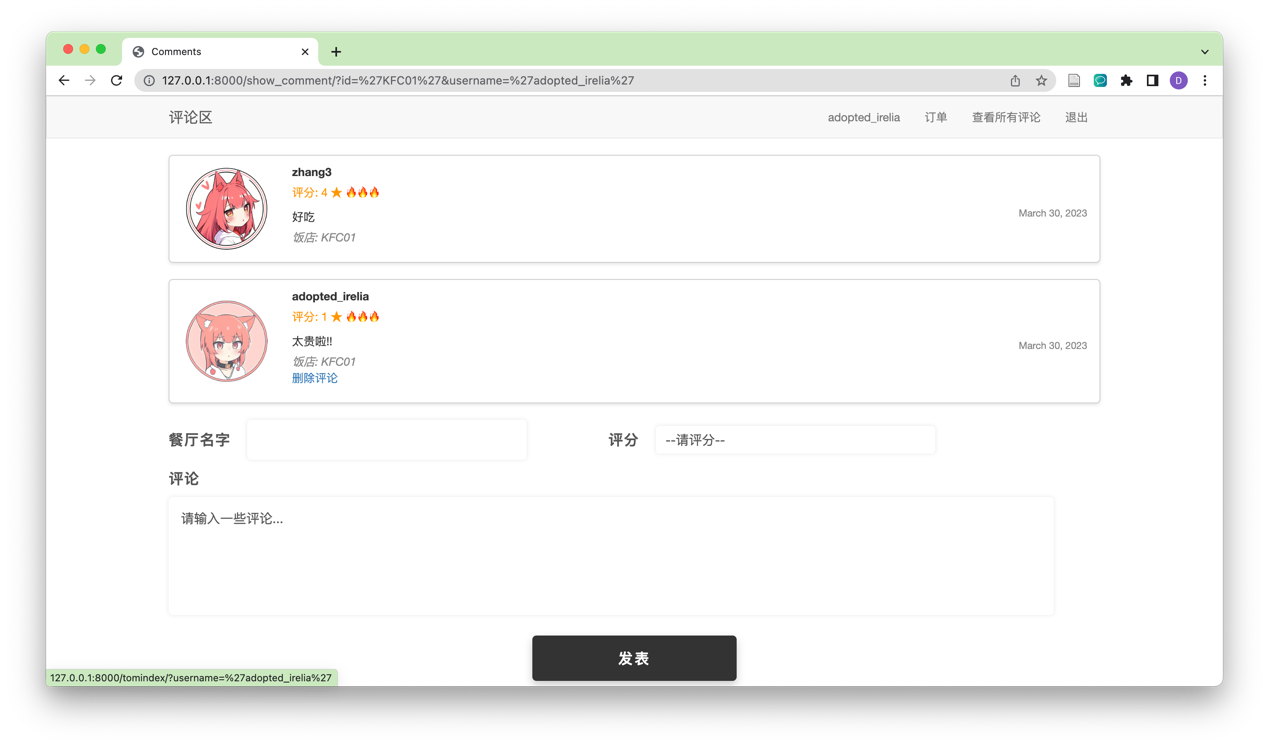 Comments
127.0.0.1:8000/show_comment/?id=%27KFC01%27&username=%27adopted_irelia%27
D
评论区
adopted_irelia 订单 查看所有评论 退出
zhang3
评分: 4 ★ 🔥🔥🔥
好吃
饭店: KFC01
March 30, 2023
adopted_irelia
评分: 1 ★ 🔥🔥🔥
太贵啦!!
饭店: KFC01
删除评论
March 30, 2023
餐厅名字
评分 --请评分--
评论
请输入一些评论...
发表
127.0.0.1:8000/tomindex/?username=%27adopted_irelia%27